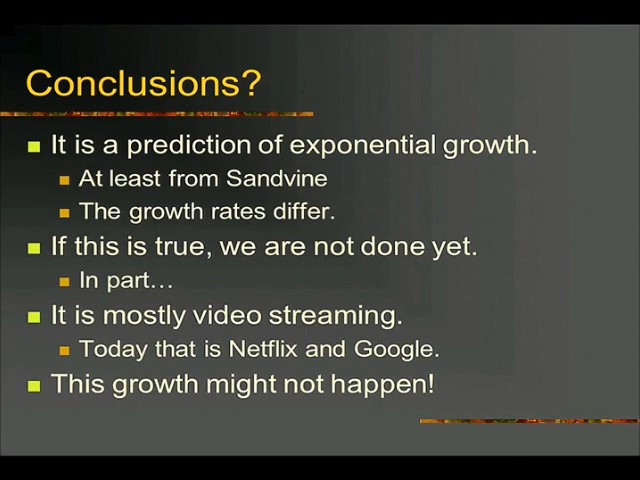 Conclusions?
It is a prediction of exponential growth.
At least from Sandvine
The growth rates differ.
If this is true, we are not done yet.
In part…
It is mostly video streaming.
Today that is Netflix and Google.
This growth might not happen!